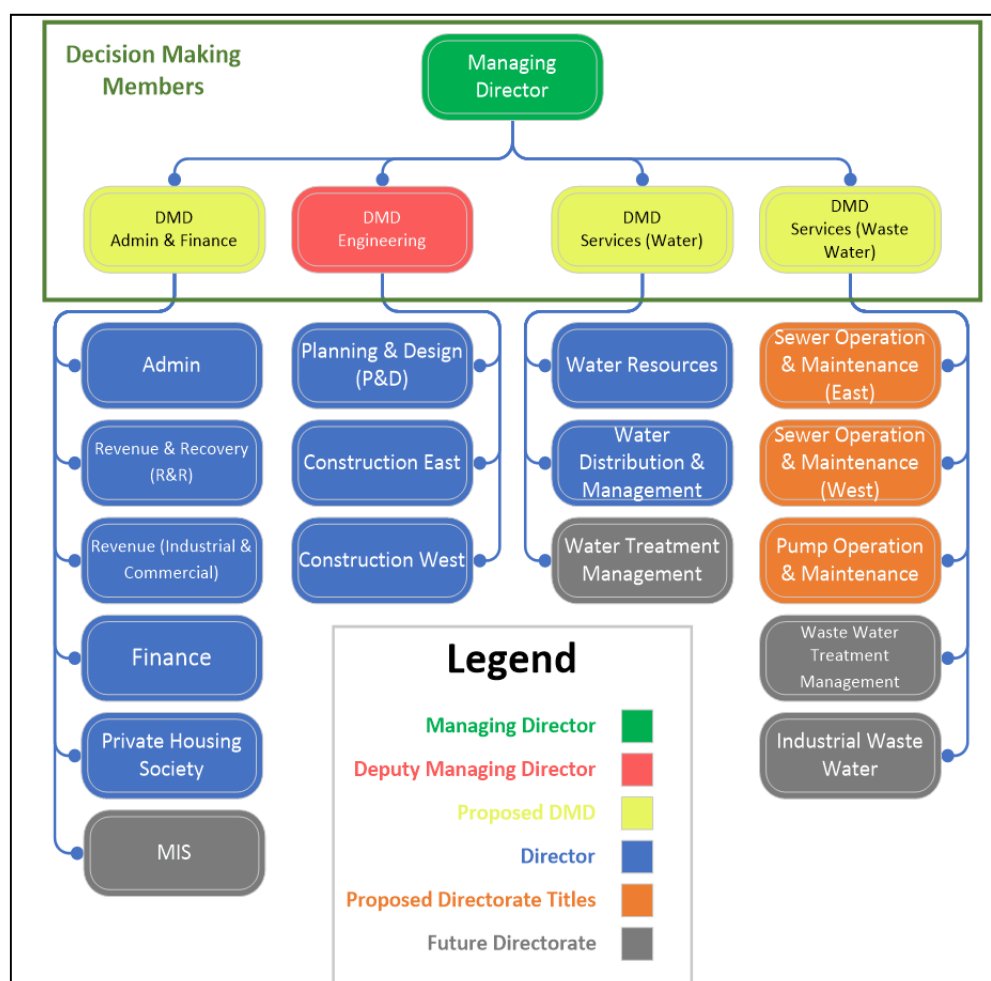 Decision Making
Members
Managing
Director
DMD
Admin & Finance
DMD
Engineering
DMD
Services (Water)
DMD
Services (Waste
Water)
Admin
Revenue & Recovery
(R&R)
Revenue (Industrial &
Commercial)
Finance
Private Housing
Society
MIS
Planning & Design
(P&D)
Construction East
Construction West
Water Resources
Water
Distribution &
Management
Water Treatment
Management
Sewer Operation
& Maintenance
(East)
Sewer Operation
& Maintenance
(West)
Pump Operation
& Maintenance
Waste Water
Treatment
Management
Industrial Waste
Water
Legend
Managing Director
Deputy Managing Director
Proposed DMD
Director
Proposed Directorate Titles
Future Directorate